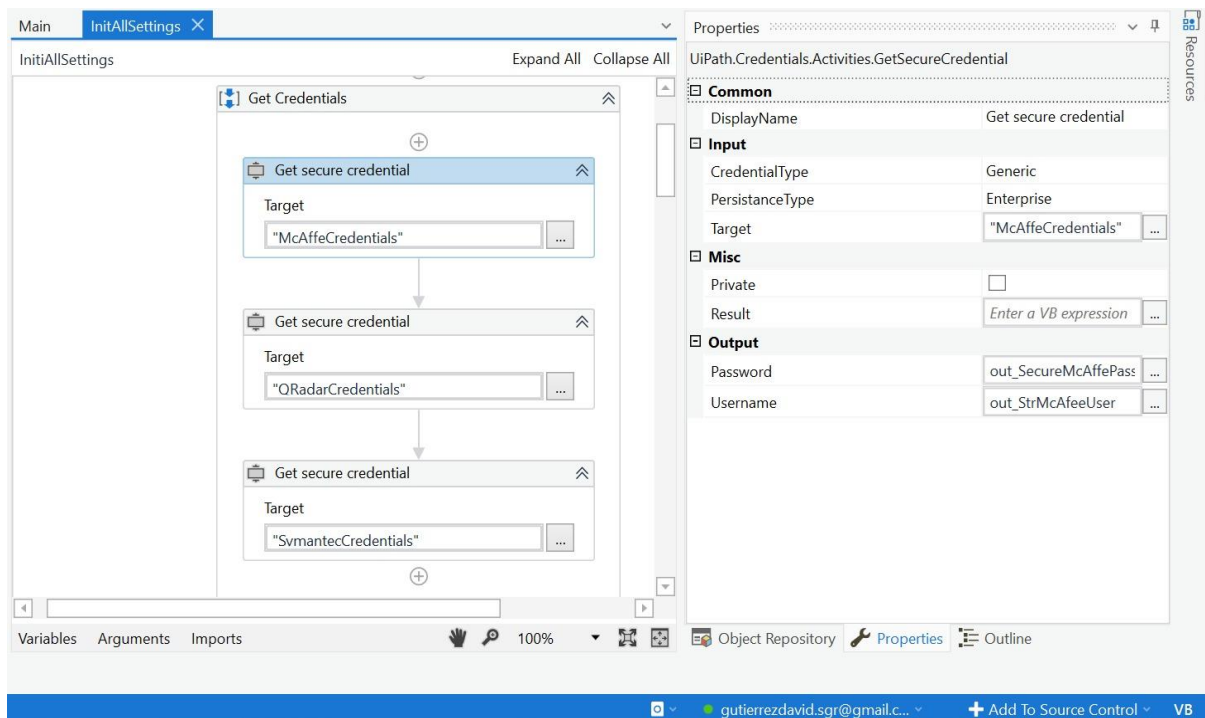 Main InitAllSettings
InitiAllSettings Expand All Collapse All
Get Credentials
Get secure credential
Target
"McAffeCredentials" ...
Get secure credential
Target
"QRadarCredentials" ...
Get secure credential
Target
"SymantecCredentials" ...
Variables Arguments Imports 100%
Properties
UiPath.Credentials.Activities.GetSecureCredential
Common
DisplayName Get secure credential
Input
CredentialType Generic
PersistanceType Enterprise
Target "McAffeCredentials" ...
Misc
Private
Result Enter a VB expression ...
Output
Password out_SecureMcAffePass ...
Username out_StrMcAfeeUser ...
Object Repository Properties Outline
Resources
gutierrezdavid.sgr@gmail.c... Add To Source Control VB